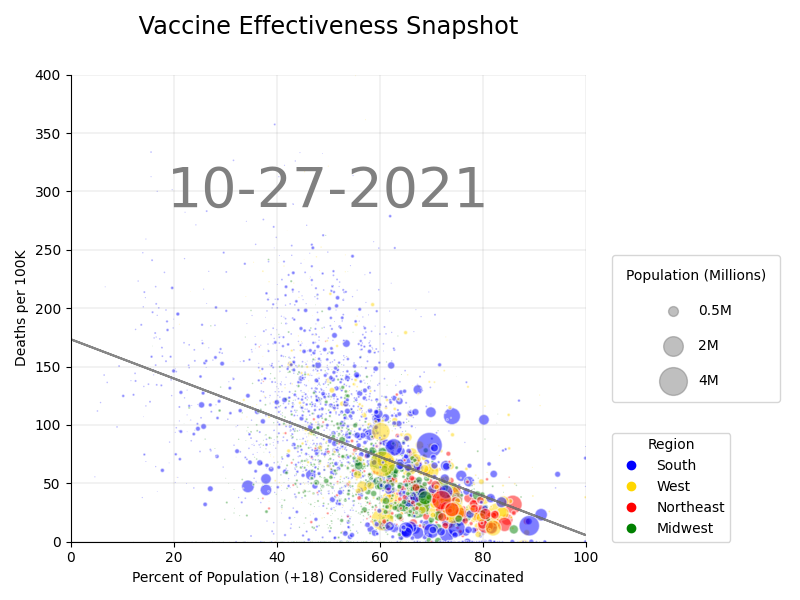 Vaccine Effectiveness Snapshot
400
350
300
250
200
150
100
50
0
Deaths per 100K
10-27-2021
0
20
40
60
80
100
Percent of Population (+18) Considered Fully Vaccinated
Population (Millions)
0.5M
2M
4M
Region
South
West
Northeast
Midwest